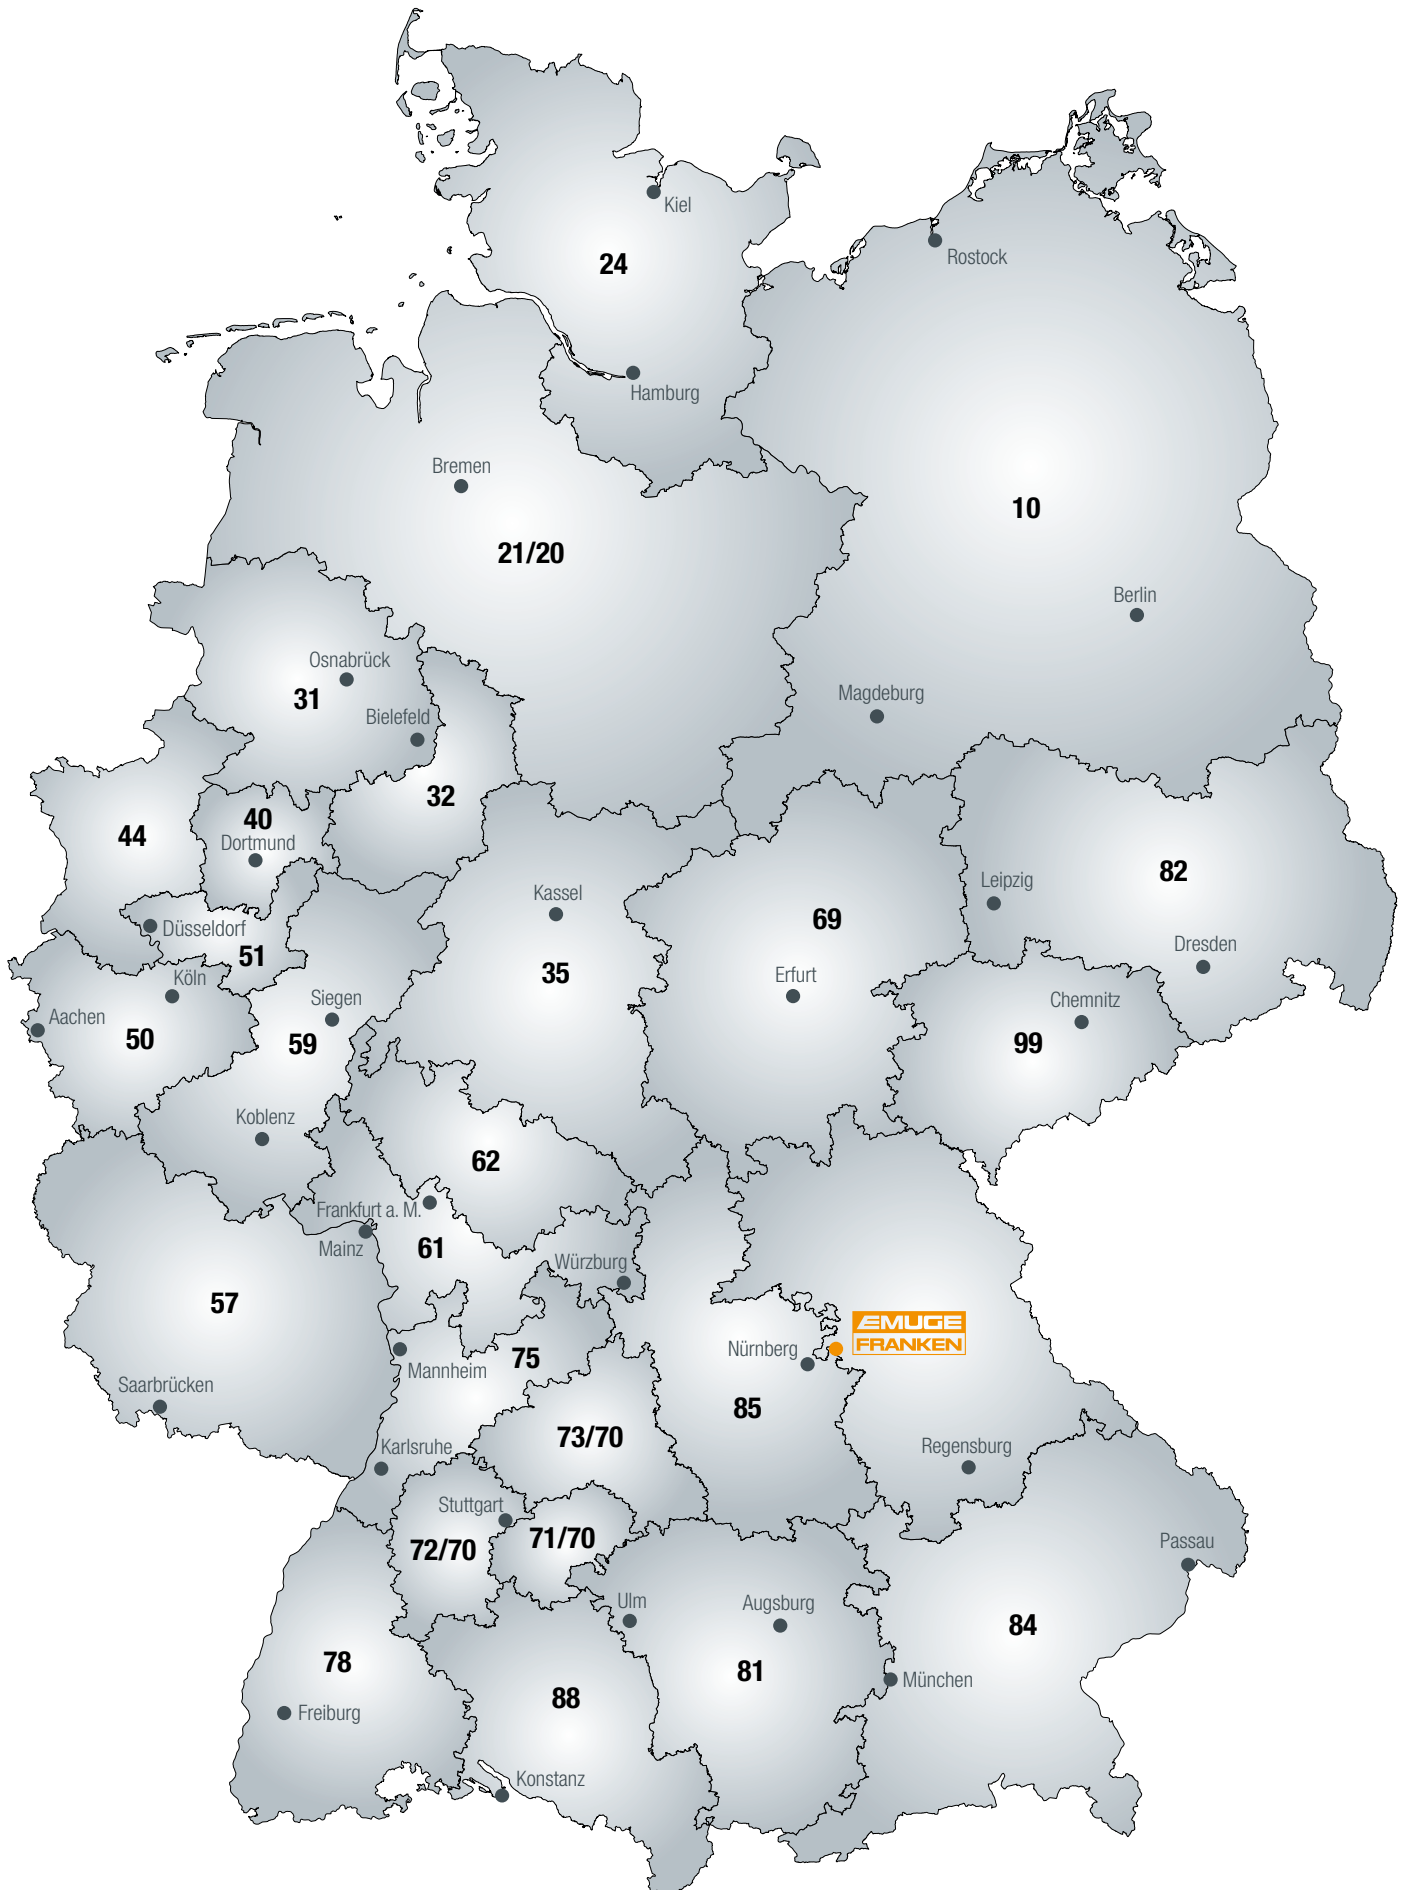 Kiel
24
Rostock
Hamburg
Bremen
10
21/20
Berlin
Osnabrück
31
Magdeburg
Bielefeld
32
40
44
Dortmund
82
Leipzig
Kassel
69
Düsseldorf
Dresden
51
35
Köln
Erfurt
Siegen
Chemnitz
Aachen
50
59
99
Koblenz
62
Frankfurt a. M.
Mainz
61
Würzburg
57
EMUGE
FRANKEN
Nürnberg
75
Mannheim
Saarbrücken
85
73/70
Karlsruhe
Regensburg
Stuttgart
71/70
72/70
Passau
Ulm
Augsburg
84
78
81
München
88
Freiburg
Konstanz